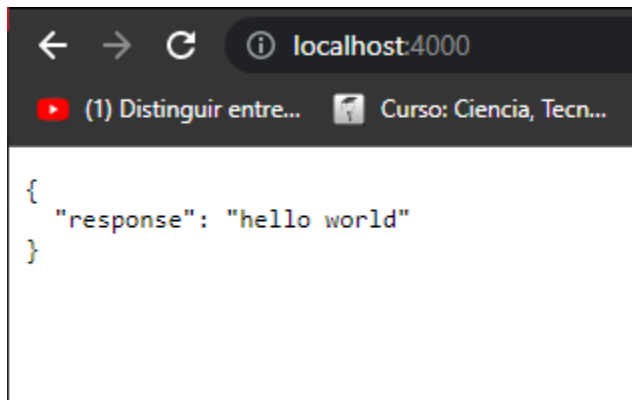 localhost:4000
(1) Distinguir entre... Curso: Ciencia, Tecn...
{
"response": "hello world"
}